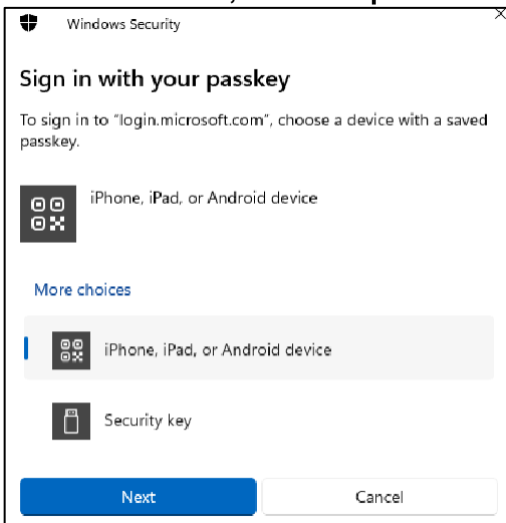 Windows Security
Sign in with your passkey
To sign in to "login.microsoft.com", choose a device with a saved
passkey.
iPhone, iPad, or Android device
More choices
iPhone, iPad, or Android device
Security key
Next
Cancel